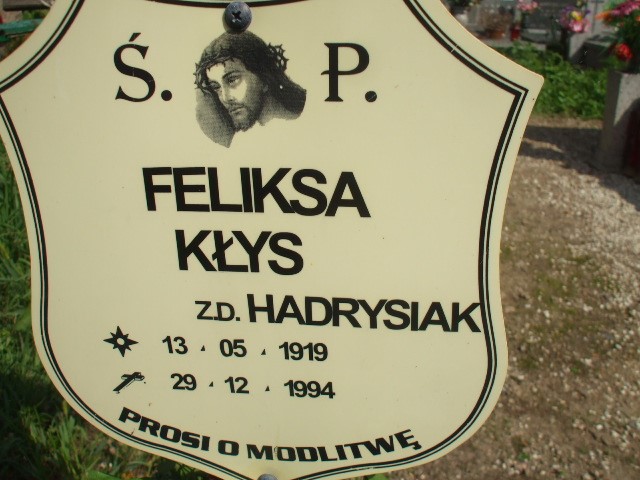 Ś. P.
FELIKSA
KŁYS
Z.D. HADRYSIAK
13 . 05 . 1919
29 . 12 . 1994
PROSI O MODLITWĘ